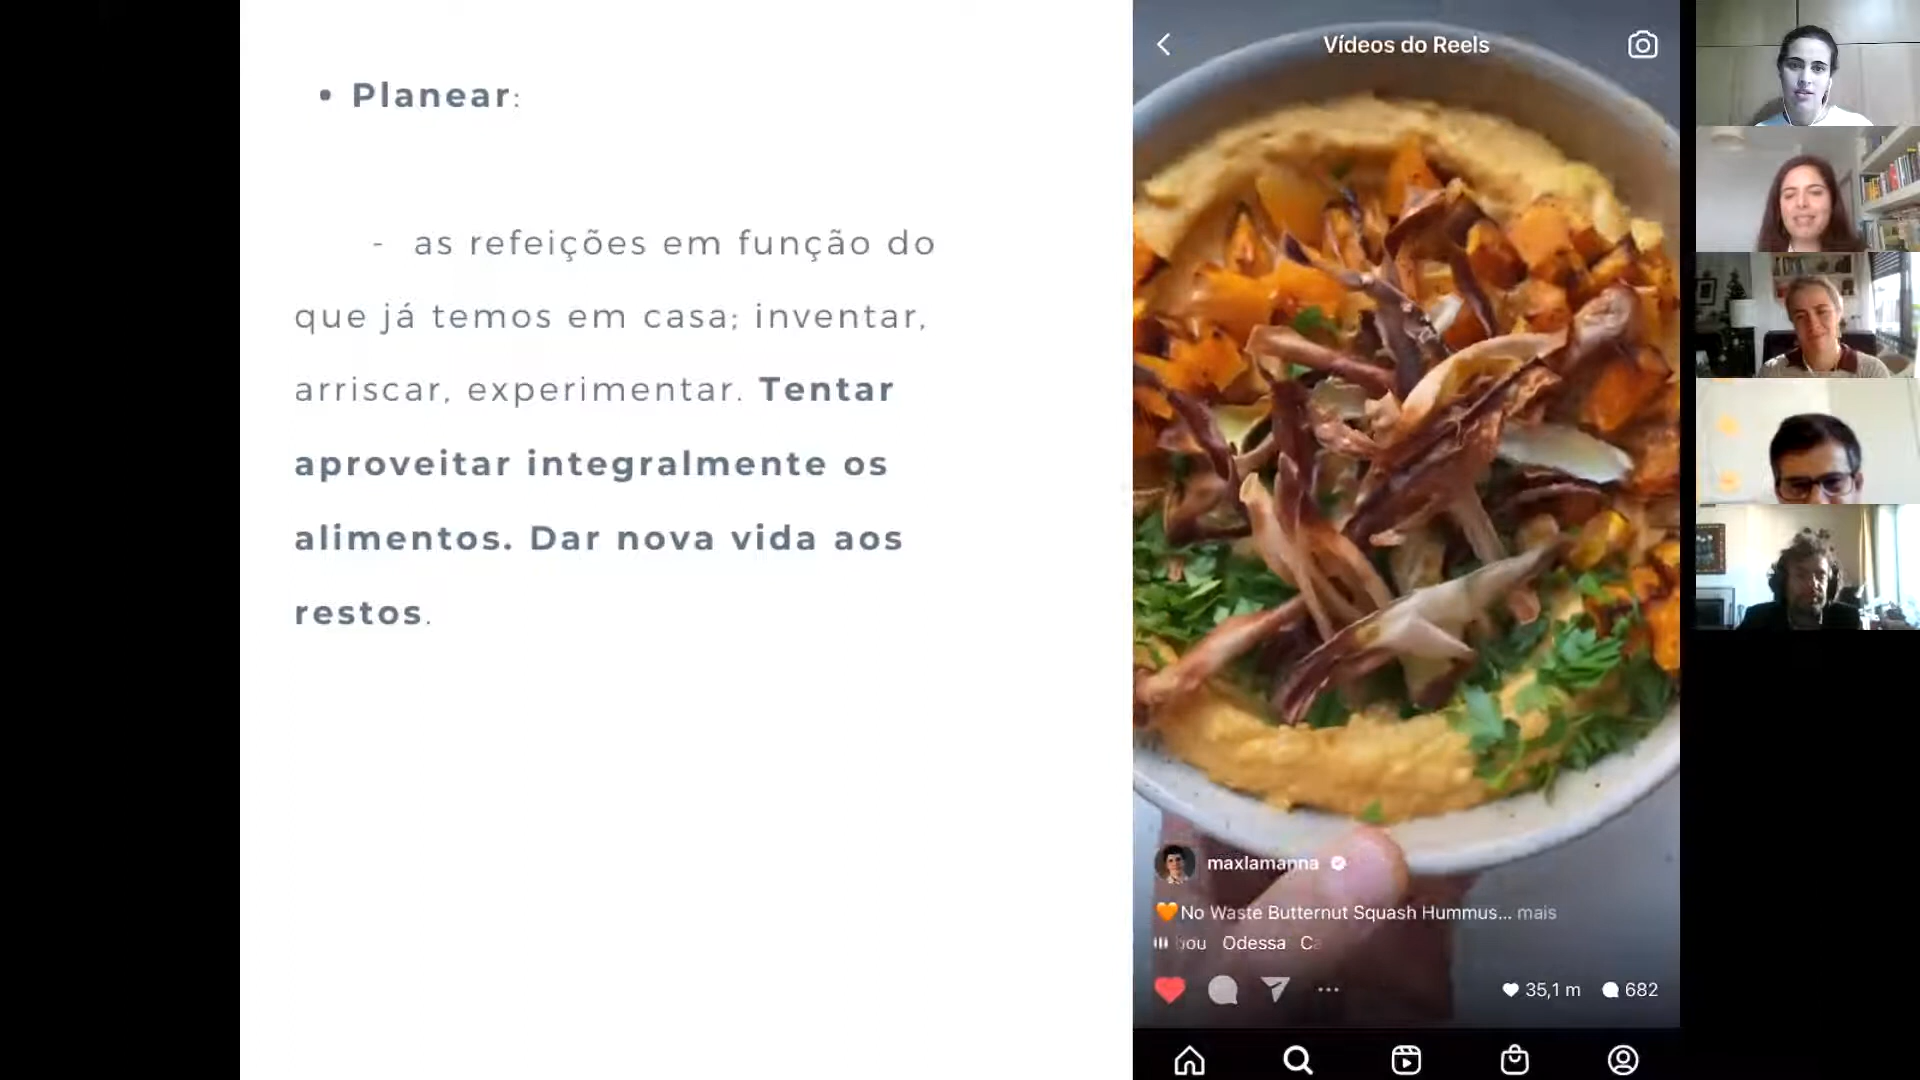 • Planear:
- as refeições em função do
que já temos em casa; inventar,
arriscar, experimentar. Tentar
aproveitar integralmente os
alimentos. Dar nova vida aos
restos.
Vídeos do Reels
maxlamanna
🧡No Waste Butternut Squash Hummus... mais
Odessa
35,1 m 682